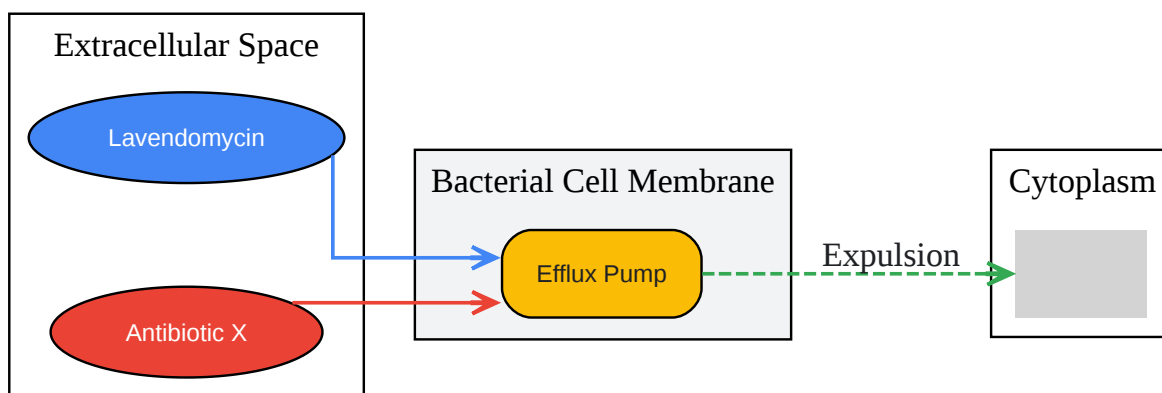 Extracellular Space
Lavendomycin
Antibiotic X
Bacterial Cell Membrane
Efflux Pump
Expulsion
Cytoplasm